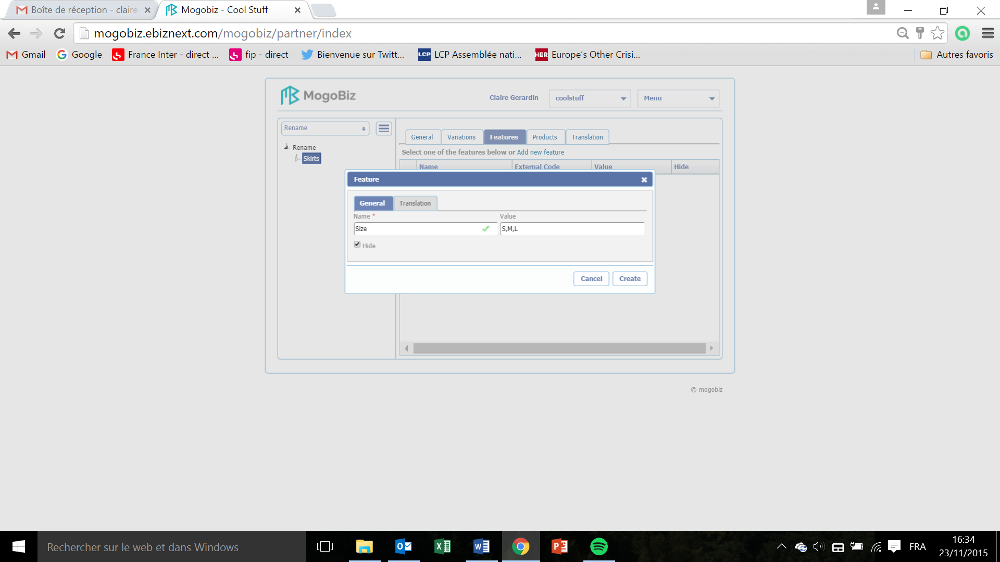 Boîte de réception - claire
Mogobiz - Cool Stuff
mogobiz.ebiznext.com/mogobiz/partner/index
Gmail
Google
France Inter - direct ...
fip - direct
Bienvenue sur Twitt...
LCP
LCP Assemblée nati...
HBR
Europe's Other Crisi...
Autres favoris
MogoBiz
Claire Gerardin
coolstuff
Menu
Rename
Rename
Skirts
General
Variations
Features
Products
Translation
Select one of the features below or Add new feature
Name
External Code
Value
Hide
Feature
General
Translation
Name *
Value
Size
S,M,L
Hide
Cancel
Create
© mogobiz
Rechercher sur le web et dans Windows
FRA
16:34
23/11/2015